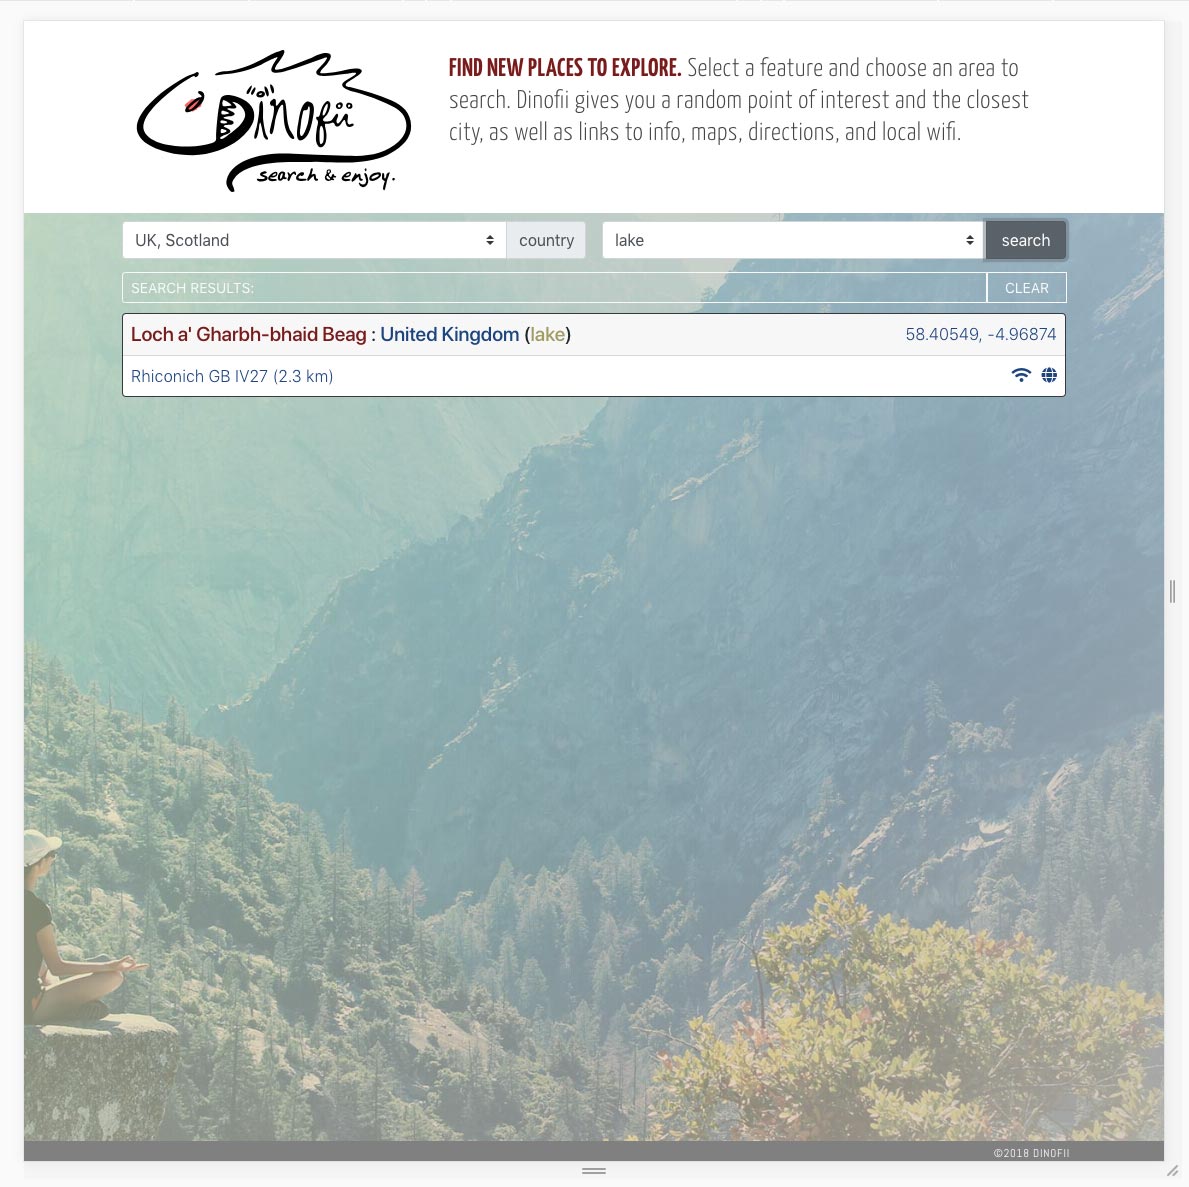 Dinofii
search & enjoy.
FIND NEW PLACES TO EXPLORE. Select a feature and choose an area to
search. Dinofii gives you a random point of interest and the closest
city, as well as links to info, maps, directions, and local wifi.
UK, Scotland country lake search
SEARCH RESULTS: CLEAR
Loch a' Gharbh-bhaid Beag : United Kingdom (lake) 58.40549, -4.96874
Rhiconich GB IV27 (2.3 km)
©2018 DINOFII